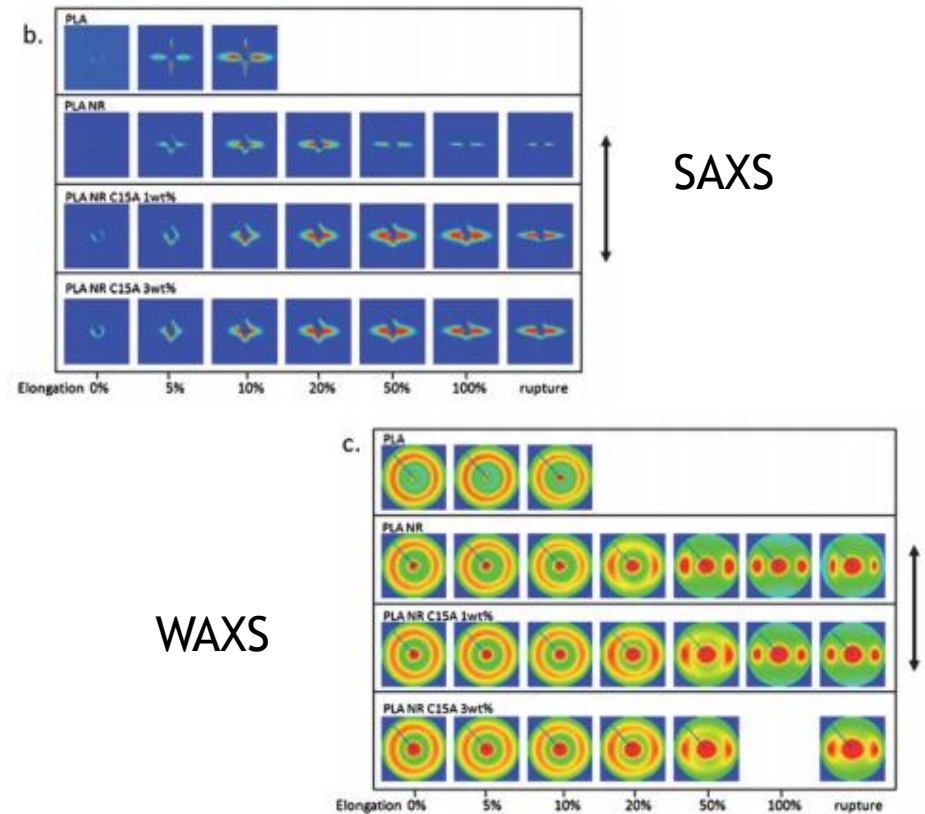 b.
PLA
PLA NR
SAXS
PLA NR C15A 1wt%
PLA NR C15A 3wt%
Elongation 0% 5% 10% 20% 50% 100% rupture
c.
PLA
PLA NR
PLA NR C15A 1wt%
WAXS
PLA NR C15A 3wt%
Elongation 0% 5% 10% 20% 50% 100% rupture